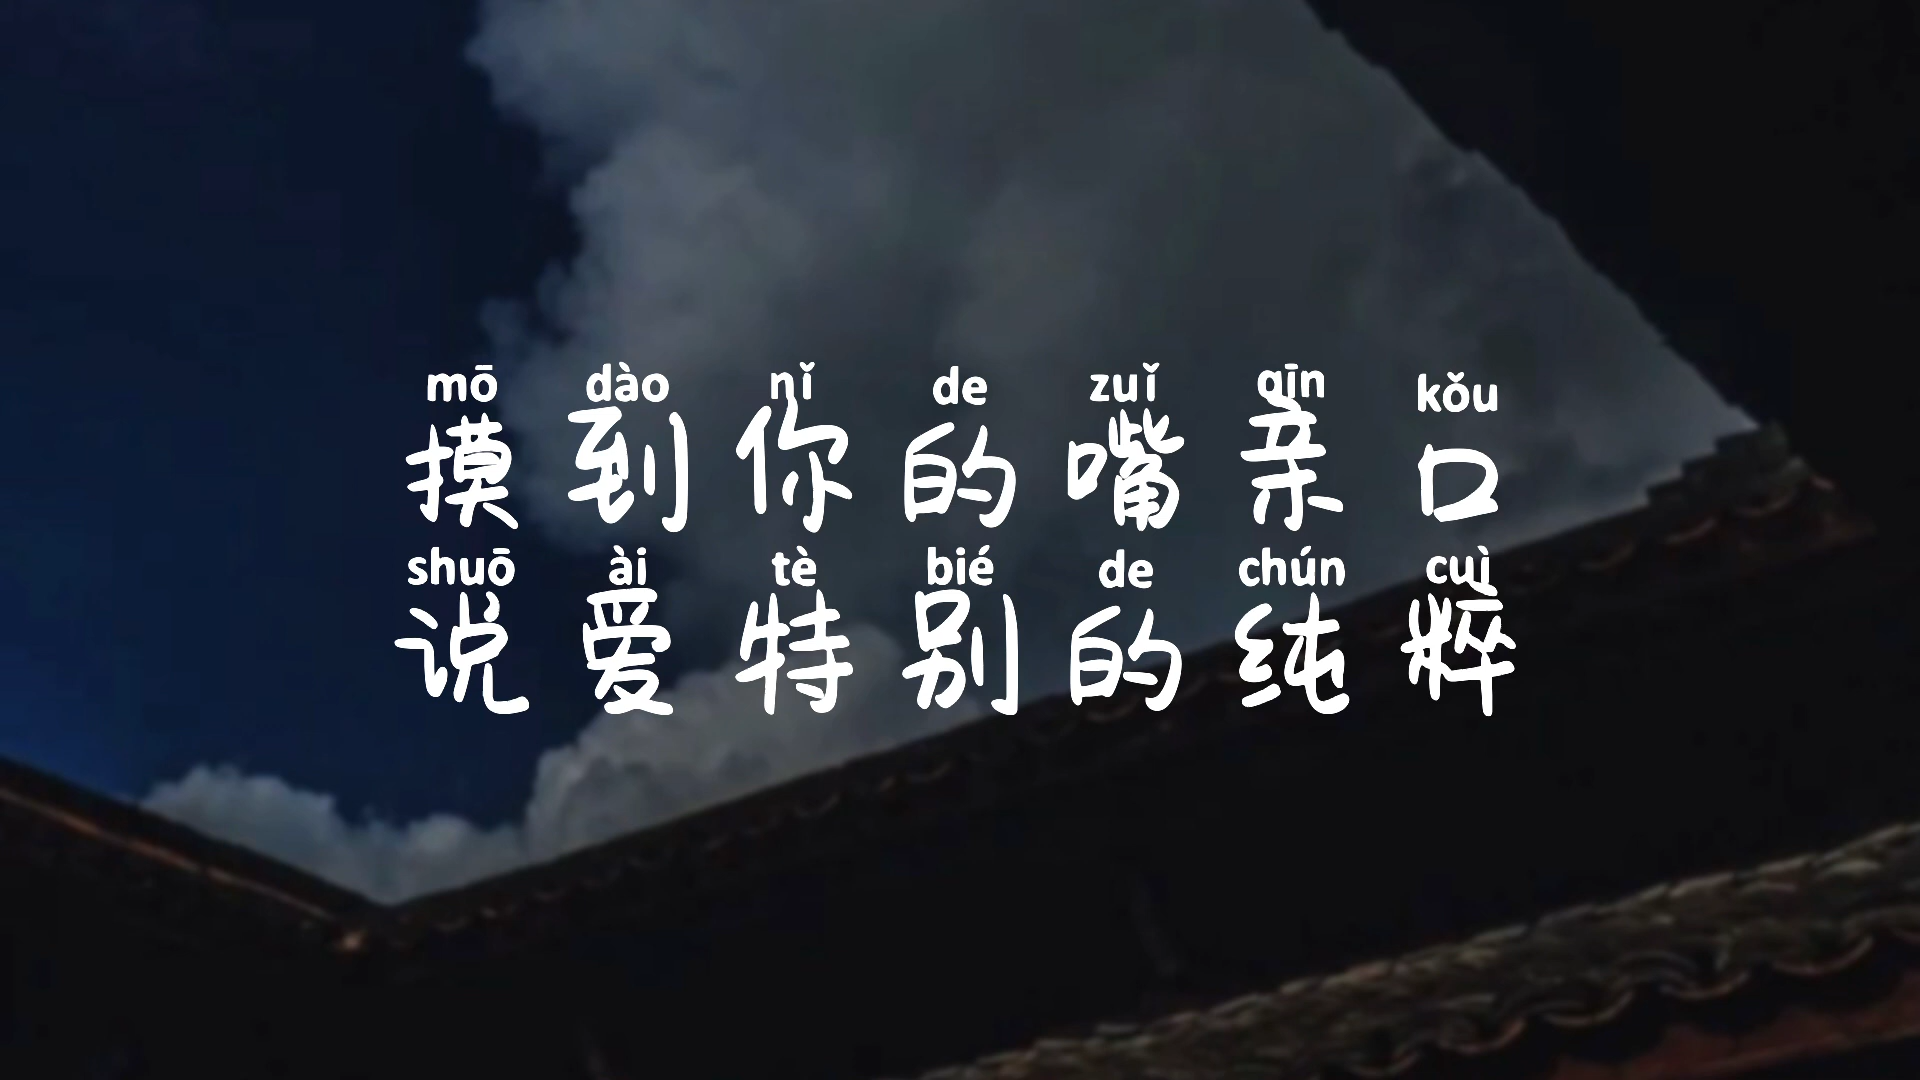 mō dào nǐ de zuǐ qīn kǒu
摸到你的嘴亲口
shuō ài tè bié de chún cuì
说爱特别的纯粹